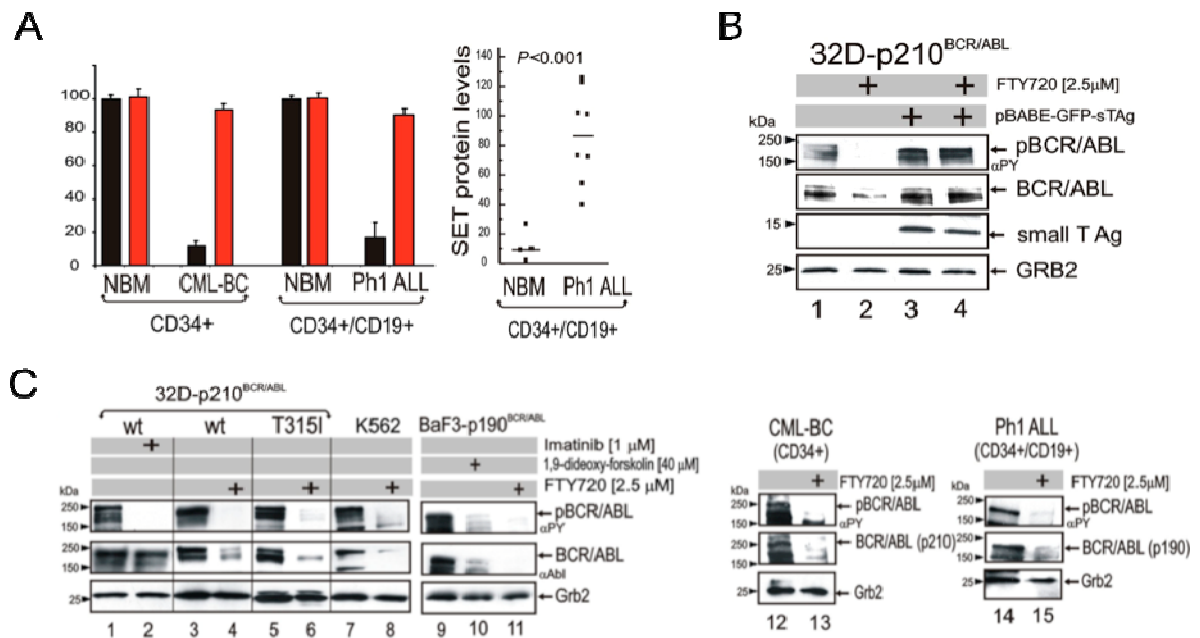 A
100
80
60
40
20
0
NBM CML-BC NBM Ph1 ALL
CD34+ CD34+/CD19+
SET protein levels
140
120
100
80
60
40
20
0
P<0.001
NBM Ph1 ALL
CD34+/CD19+
B
32D-p210BCR/ABL
+ + FTY720 [2.5μM]
+ + pBABE-GFP-sTAg
kDa
250
150
pBCR/ABL
αPY
BCR/ABL
15
small T Ag
25
GRB2
1 2 3 4
C
32D-p210BCR/ABL
wt wt T315I K562 BaF3-p190BCR/ABL
+ Imatinib [1 μM]
+ 1,9-dideoxy-forskolin [40 μM]
+ + + + FTY720 [2.5 μM]
kDa
250
150
pBCR/ABL
αPY
250
150
BCR/ABL
αAbl
25
Grb2
1 2 3 4 5 6 7 8 9 10 11
CML-BC
(CD34+)
+ FTY720 [2.5μM]
kDa
250
150
pBCR/ABL
αPY
250
150
BCR/ABL (p210)
25
Grb2
12 13
Ph1 ALL
(CD34+/CD19+)
+ FTY720 [2.5μM]
kDa
250
150
pBCR/ABL
αPY
250
150
BCR/ABL (p190)
25
Grb2
14 15